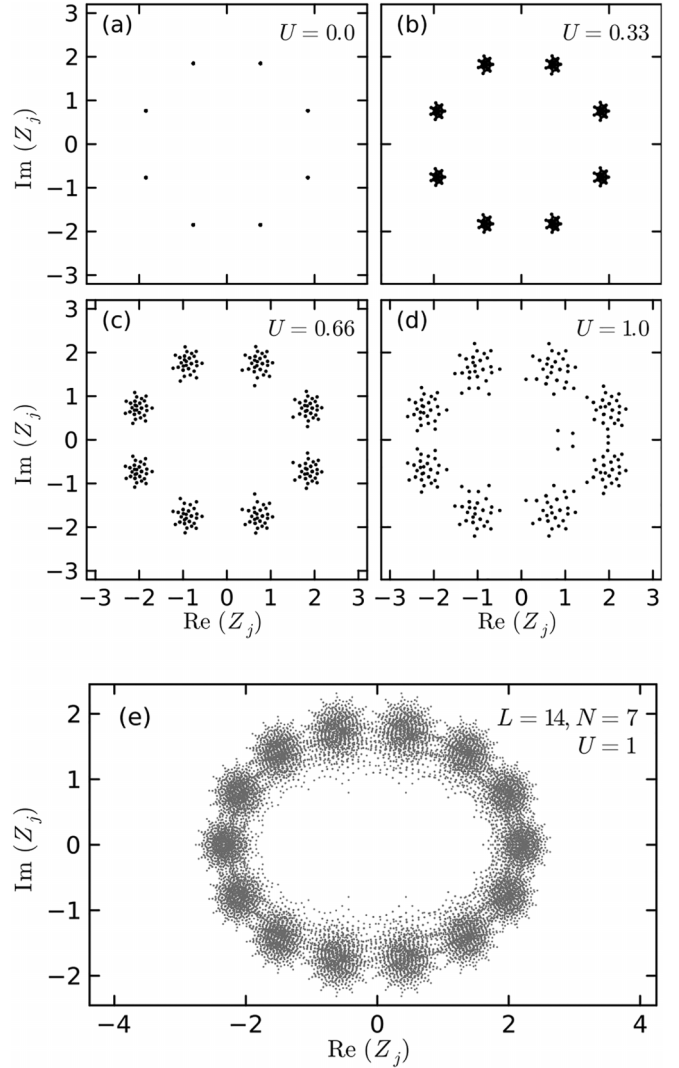 (a) U = 0.0
(b) U = 0.33
3
2
1
0
−1
−2
−3
Im (Z_j)
(c) U = 0.66
(d) U = 1.0
3
2
1
0
−1
−2
−3
Im (Z_j)
−3 −2 −1 0 1 2 3
−3 −2 −1 0 1 2 3
Re (Z_j)
Re (Z_j)
(e) L = 14, N = 7
U = 1
2
1
0
−1
−2
Im (Z_j)
−4 −2 0 2 4
Re (Z_j)